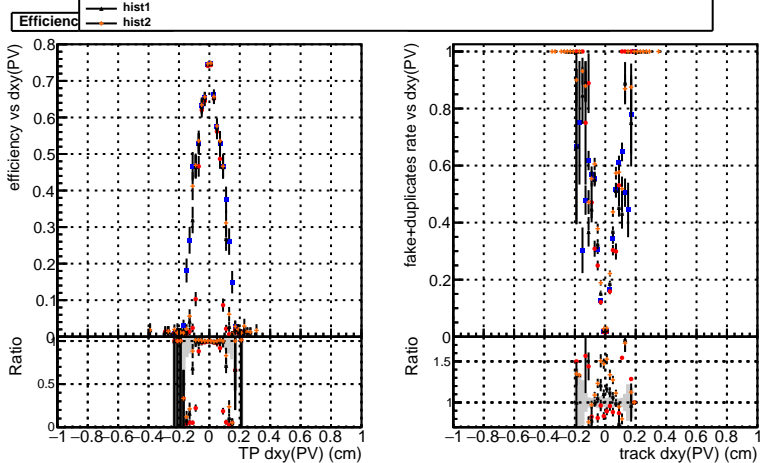 hist1
Efficienc
hist2
efficiency vs dxy(PV)
0.8
0.7
0.6
0.5
0.4
0.3
0.2
0.1
0
Ratio
1
0.5
0
−1 −0.8 −0.6 −0.4 −0.2 0 0.2 0.4 0.6 0.8 1
TP dxy(PV) (cm)
fake+duplicates rate vs dxy(PV)
1
0.8
0.6
0.4
0.2
0
Ratio
1.5
1
−1 −0.8 −0.6 −0.4 −0.2 0 0.2 0.4 0.6 0.8 1
track dxy(PV) (cm)